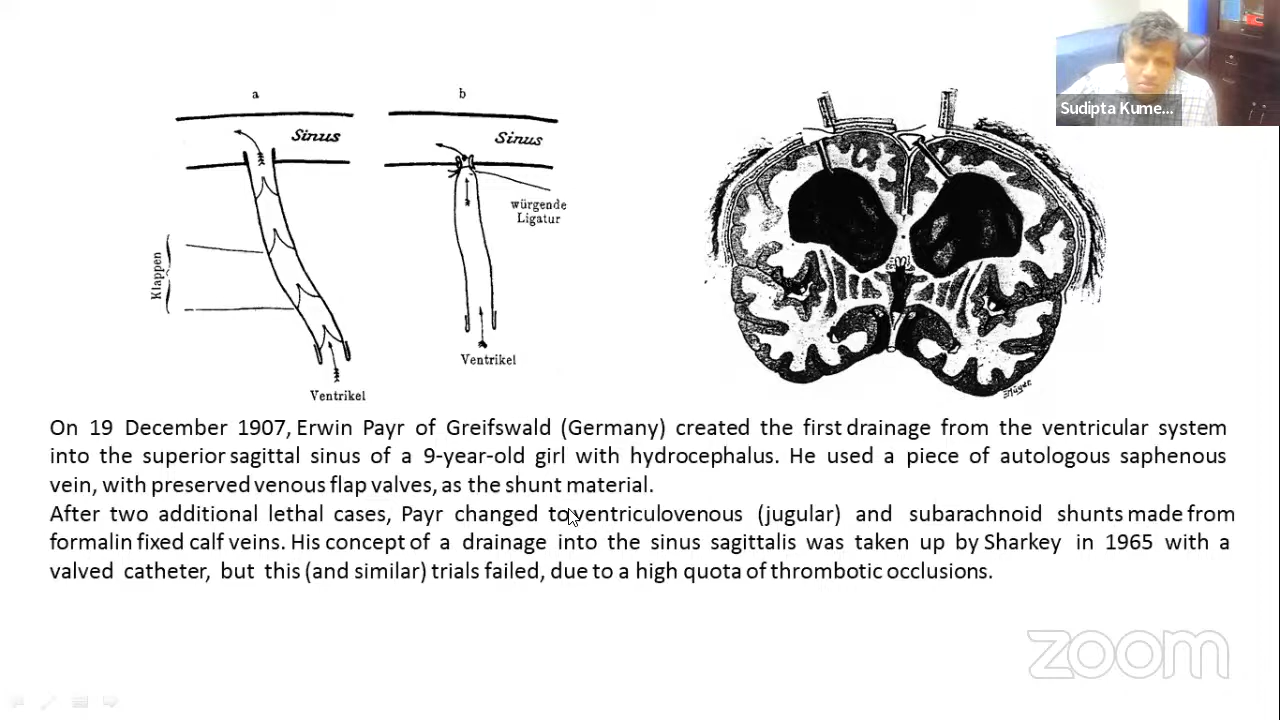 a
b
Sinus
Sinus
würgende
Ligatur
Klappen
Ventrikel
Ventrikel
Sudipta Kume...
On 19 December 1907, Erwin Payr of Greifswald (Germany) created the first drainage from the ventricular system
into the superior sagittal sinus of a 9-year-old girl with hydrocephalus. He used a piece of autologous saphenous
vein, with preserved venous flap valves, as the shunt material.
After two additional lethal cases, Payr changed to ventriculovenous (jugular) and subarachnoid shunts made from
formalin fixed calf veins. His concept of a drainage into the sinus sagittalis was taken up by Sharkey in 1965 with a
valved catheter, but this (and similar) trials failed, due to a high quota of thrombotic occlusions.
zoom